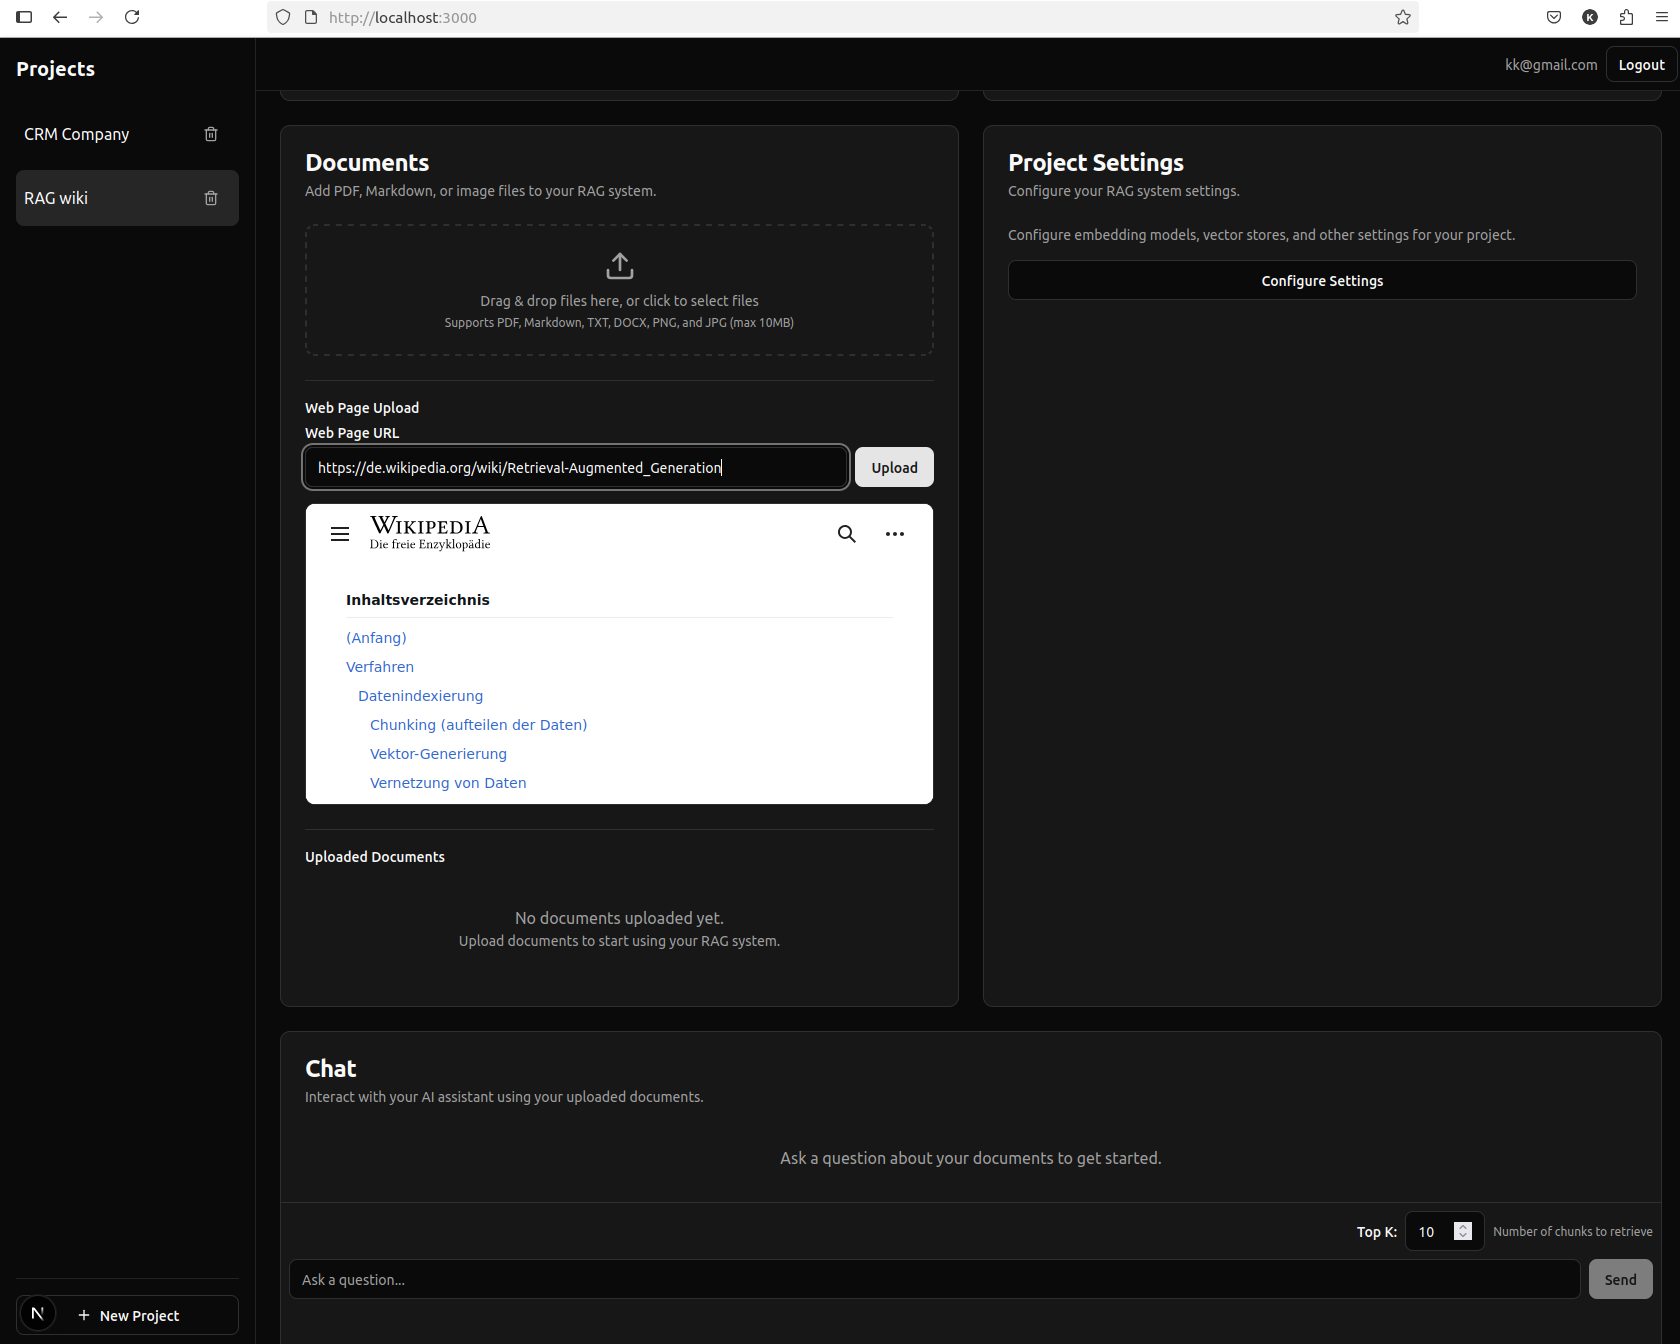 http://localhost:3000
K
Projects
kk@gmail.com
Logout
CRM Company
RAG wiki
Documents
Add PDF, Markdown, or image files to your RAG system.
Drag & drop files here, or click to select files
Supports PDF, Markdown, TXT, DOCX, PNG, and JPG (max 10MB)
Web Page Upload
Web Page URL
https://de.wikipedia.org/wiki/Retrieval-Augmented_Generation
Upload
WIKIPEDIA
Die freie Enzyklopädie
Inhaltsverzeichnis
(Anfang)
Verfahren
Datenindexierung
Chunking (aufteilen der Daten)
Vektor-Generierung
Vernetzung von Daten
Uploaded Documents
No documents uploaded yet.
Upload documents to start using your RAG system.
Project Settings
Configure your RAG system settings.
Configure embedding models, vector stores, and other settings for your project.
Configure Settings
Chat
Interact with your AI assistant using your uploaded documents.
Ask a question about your documents to get started.
Top K: 10 Number of chunks to retrieve
Ask a question...
Send
N
+ New Project